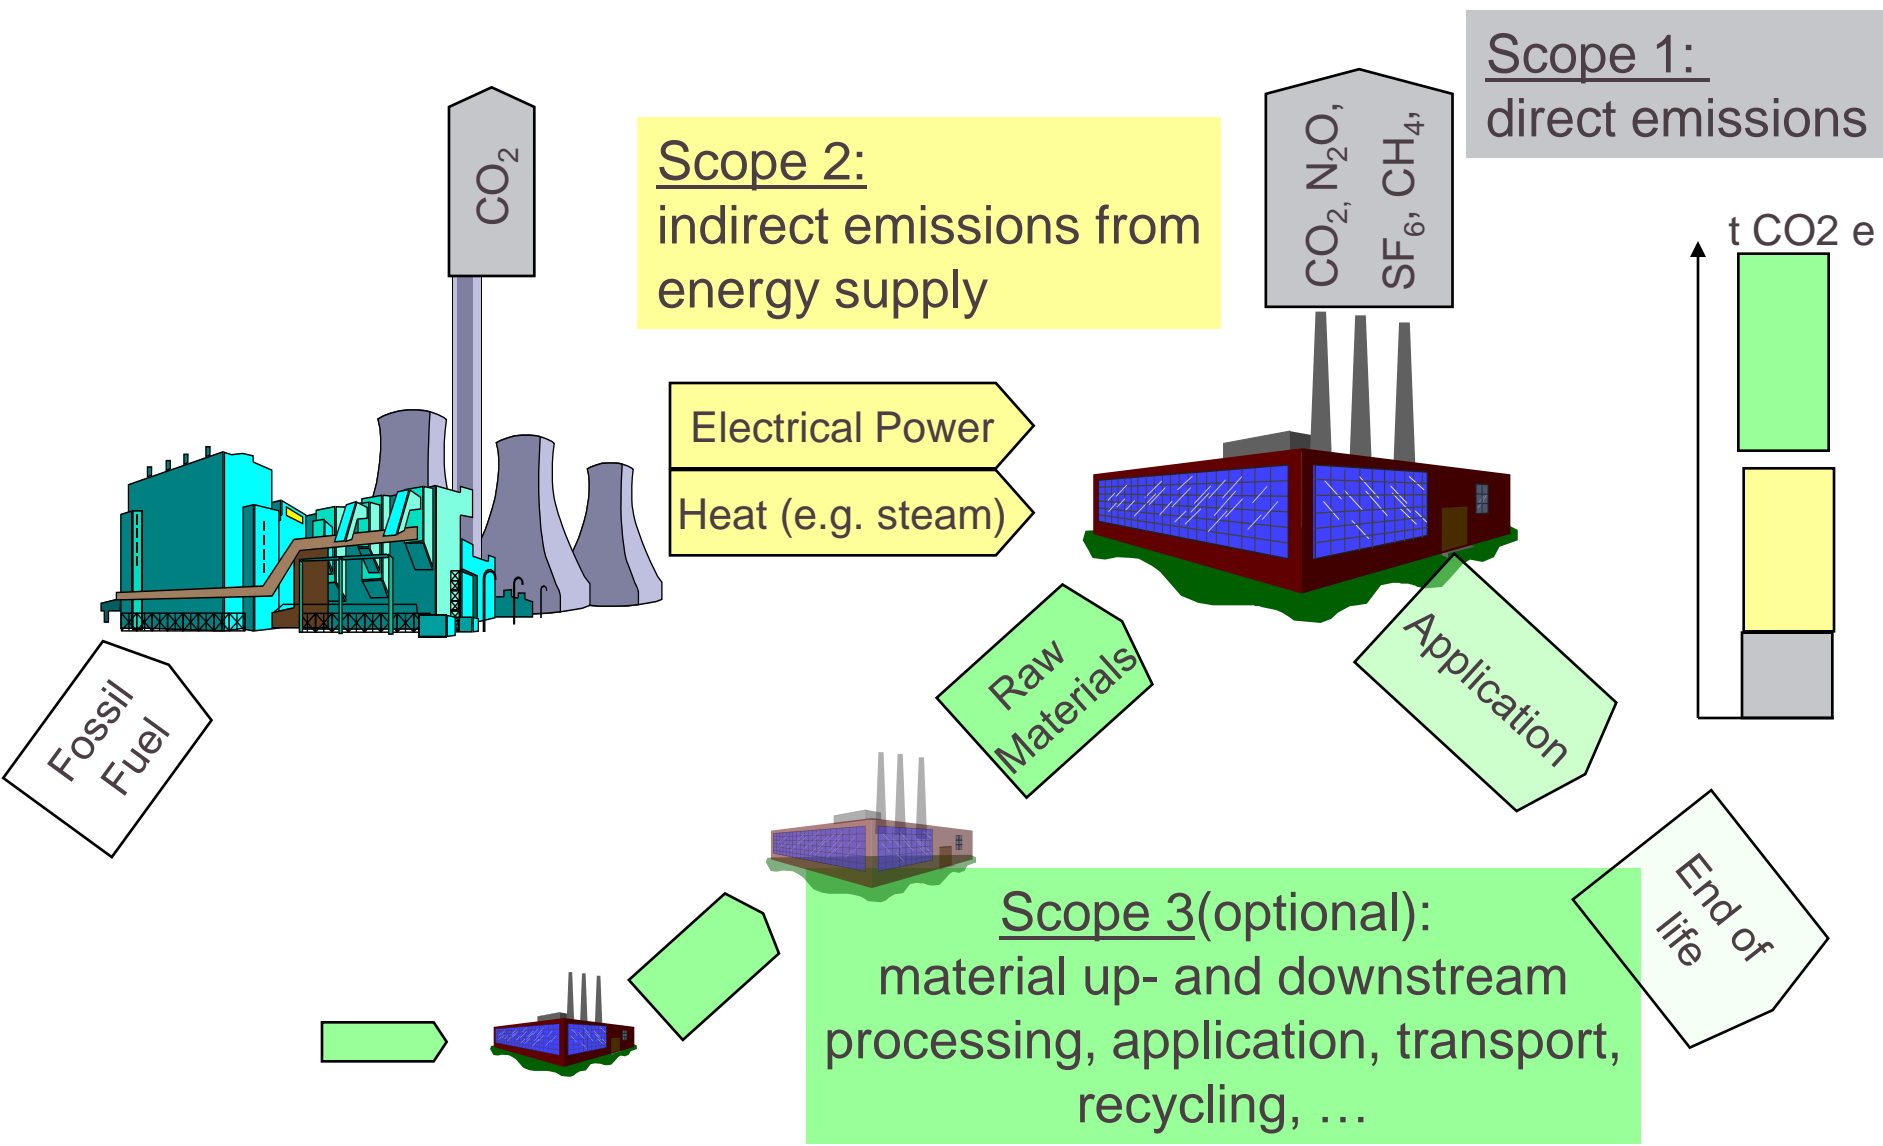 Scope 1:
direct emissions
CO₂
Scope 2:
indirect emissions from
energy supply
CO₂, N₂O,
SF₆, CH₄,
t CO2 e
Electrical Power
Heat (e.g. steam)
Fossil
Fuel
Raw
Materials
Application
End of
life
Scope 3(optional):
material up- and downstream
processing, application, transport,
recycling, …